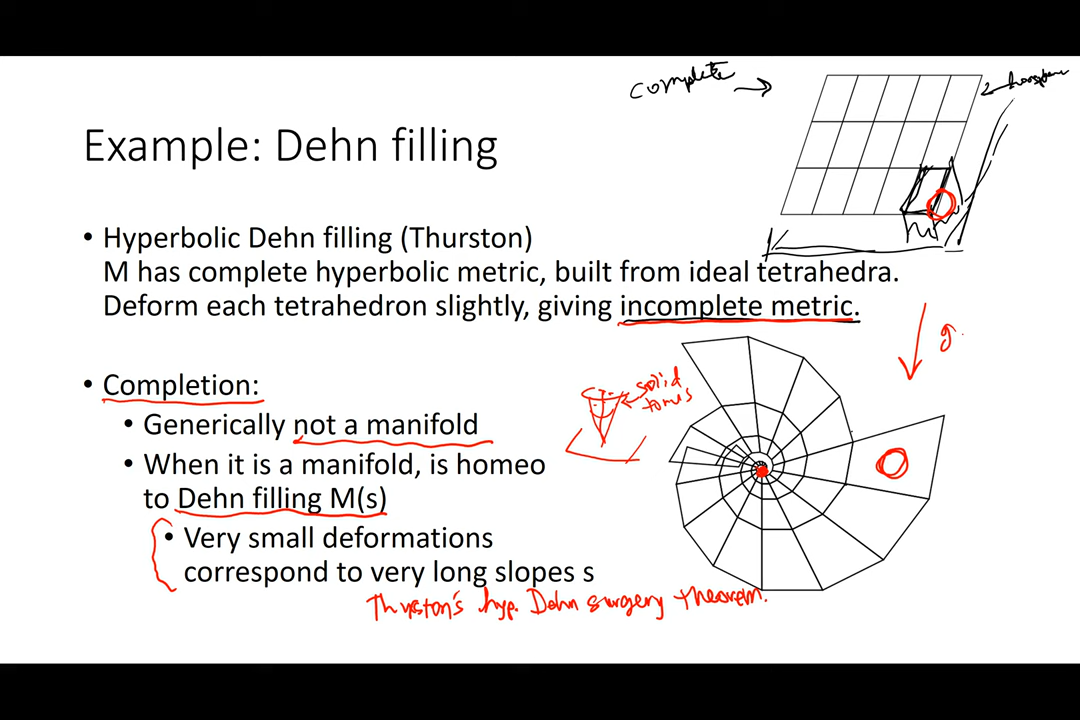 complete
Example: Dehn filling
• Hyperbolic Dehn filling (Thurston)
M has complete hyperbolic metric, built from ideal tetrahedra.
Deform each tetrahedron slightly, giving incomplete metric.
• Completion:
solid
torus
• Generically not a manifold
• When it is a manifold, is homeo
to Dehn filling M(s)
• Very small deformations
correspond to very long slopes s
Thurston's hyp. Dehn surgery theorem.